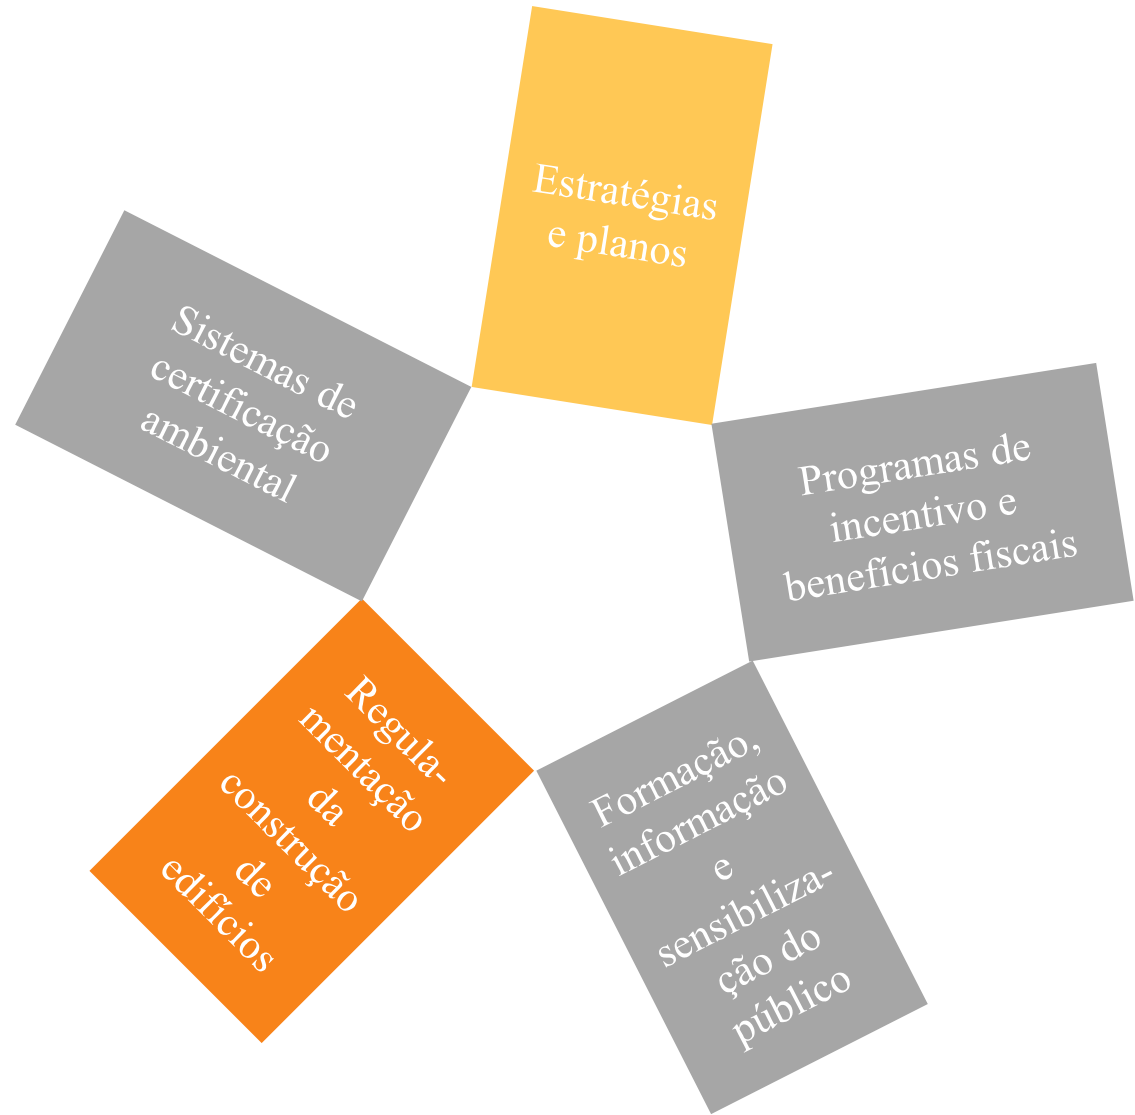 Estratégias
e planos
Sistemas de
certificação
ambiental
Programas de
incentivo e
benefícios fiscais
Regula-
mentação
da
construção
de
edifícios
Formação,
informação
e
sensibiliza-
ção do
público